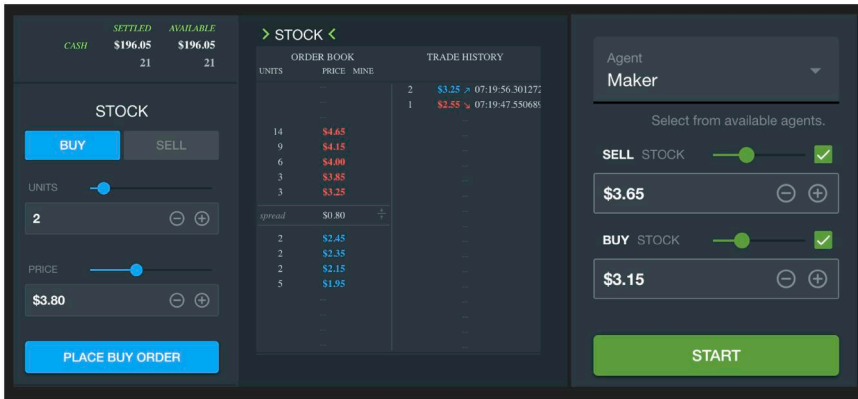 SETTLED AVAILABLE
CASH $196.05 $196.05
21 21
STOCK
BUY SELL
UNITS
2
PRICE
$3.80
PLACE BUY ORDER
> STOCK <
ORDER BOOK TRADE HISTORY
UNITS PRICE MINE
2 $3.25 ↗ 07:19:56.301272
1 $2.55 ↘ 07:19:47.550689
14 $4.65
9 $4.15
6 $4.00
3 $3.85
3 $3.25
spread $0.80
2 $2.45
2 $2.35
2 $2.15
5 $1.95
Agent
Maker
Select from available agents.
SELL STOCK
$3.65
BUY STOCK
$3.15
START